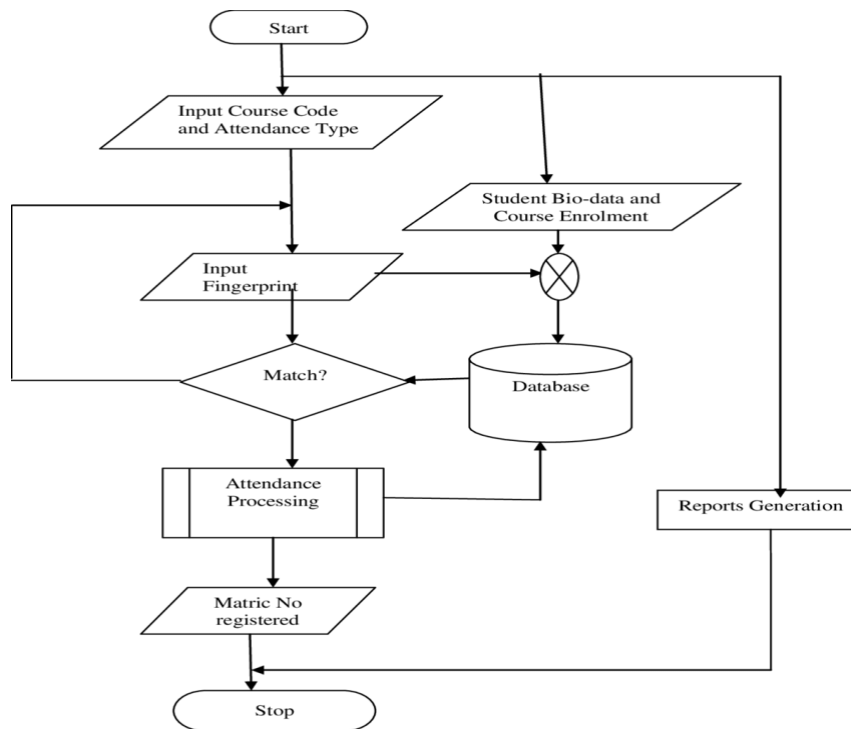 Start
Input Course Code
and Attendance Type
Student Bio-data and
Course Enrolment
Input
Fingerprint
Match?
Database
Attendance
Processing
Reports Generation
Matric No
registered
Stop